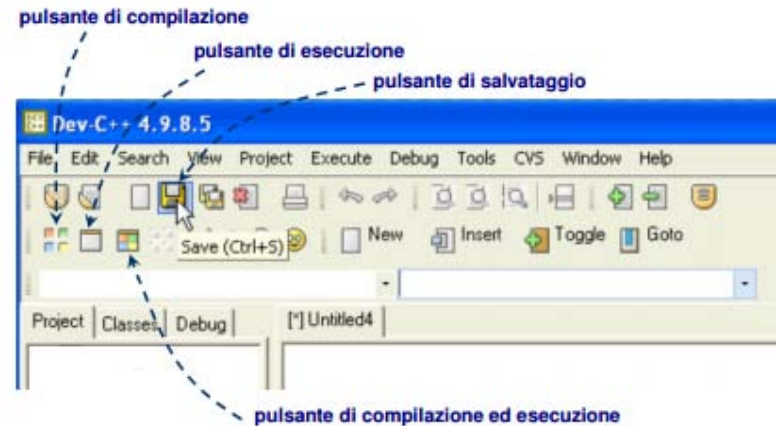 pulsante di compilazione
pulsante di esecuzione
pulsante di salvataggio
Dev-C++ 4.9.8.5
File Edit Search View Project Execute Debug Tools CVS Window Help
New Insert Toggle Goto
Save (Ctrl+S)
Project Classes Debug [*] Untitled4
pulsante di compilazione ed esecuzione